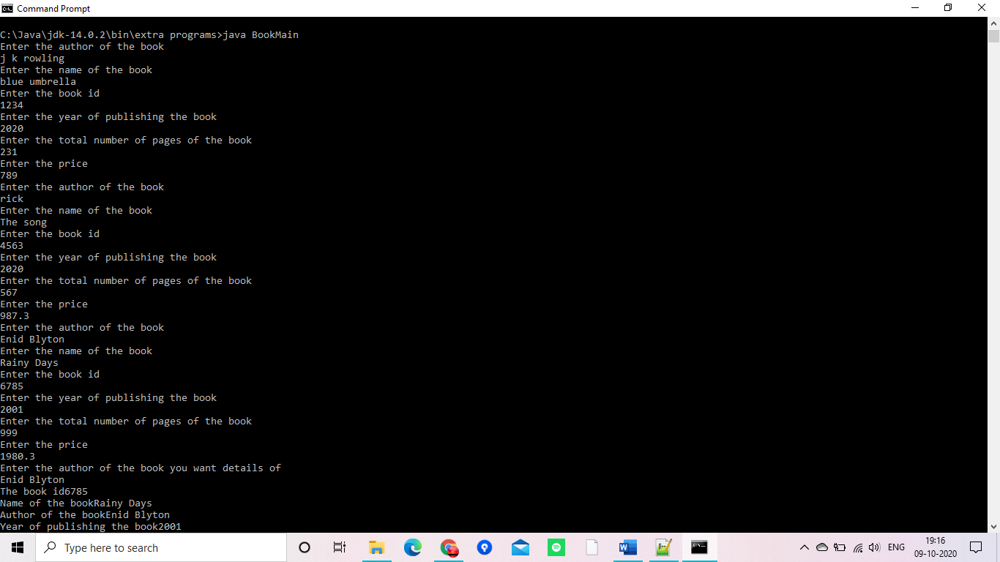 Command Prompt
C:\Java\jdk-14.0.2\bin\extra programs>java BookMain
Enter the author of the book
j k rowling
Enter the name of the book
blue umbrella
Enter the book id
1234
Enter the year of publishing the book
2020
Enter the total number of pages of the book
231
Enter the price
789
Enter the author of the book
rick
Enter the name of the book
The song
Enter the book id
4563
Enter the year of publishing the book
2020
Enter the total number of pages of the book
567
Enter the price
987.3
Enter the author of the book
Enid Blyton
Enter the name of the book
Rainy Days
Enter the book id
6785
Enter the year of publishing the book
2001
Enter the total number of pages of the book
999
Enter the price
1980.3
Enter the author of the book you want details of
Enid Blyton
The book id6785
Name of the bookRainy Days
Author of the bookEnid Blyton
Year of publishing the book2001
Type here to search
ENG
19:16
09-10-2020